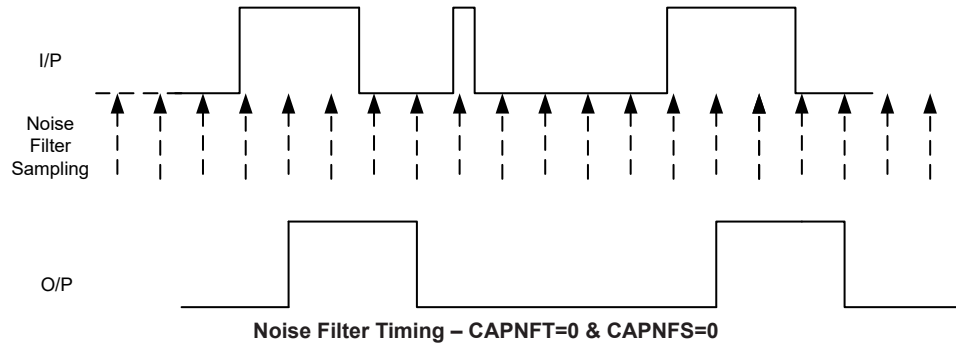 I/P
Noise
Filter
Sampling
O/P
Noise Filter Timing – CAPNFT=0 & CAPNFS=0